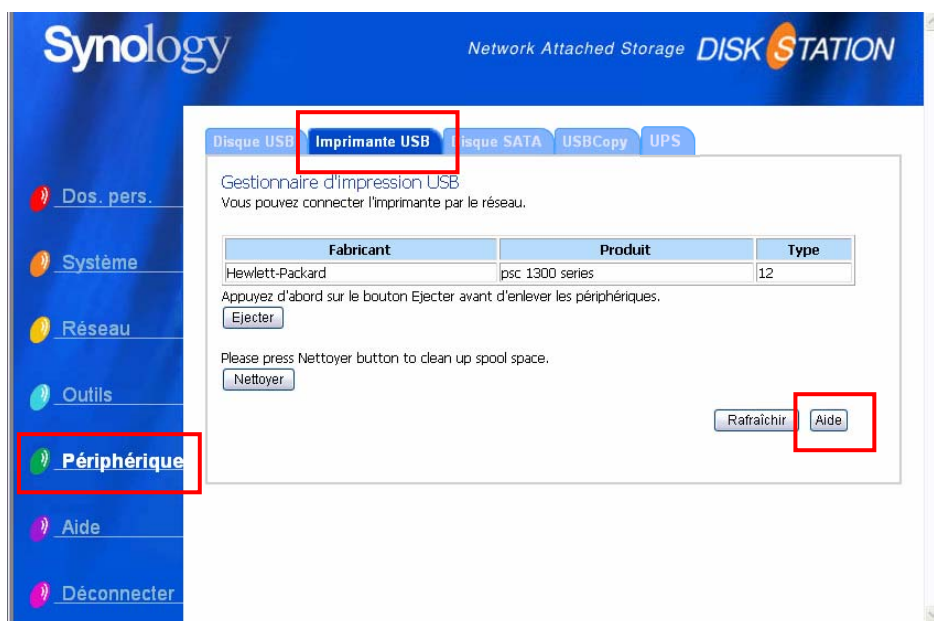 Synology
Network Attached Storage DISK STATION
Disque USB Imprimante USB Disque SATA USBCopy UPS
Gestionnaire d'impression USB
Vous pouvez connecter l'imprimante par le réseau.
Fabricant Produit Type
Hewlett-Packard psc 1300 series 12
Appuyez d'abord sur le bouton Ejecter avant d'enlever les périphériques.
Ejecter
Please press Nettoyer button to clean up spool space.
Nettoyer
Rafraîchir Aide
Dos. pers.
Système
Réseau
Outils
Périphérique
Aide
Déconnecter